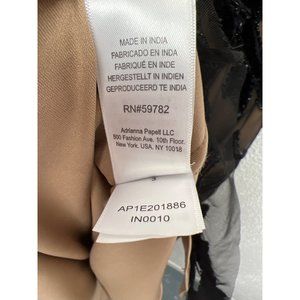 MADE IN INDIA
FABRICADO EN INDA
FABRIQUÉ EN INDE
HERGESTELLT IN INDIEN
GEPRODUCEERD TE INDIA
RN#59782
Adrianna Papell LLC
500 Fashion Ave. 10th Floor.
New York, USA, NY 10018
3
AP1E201886
IN0010